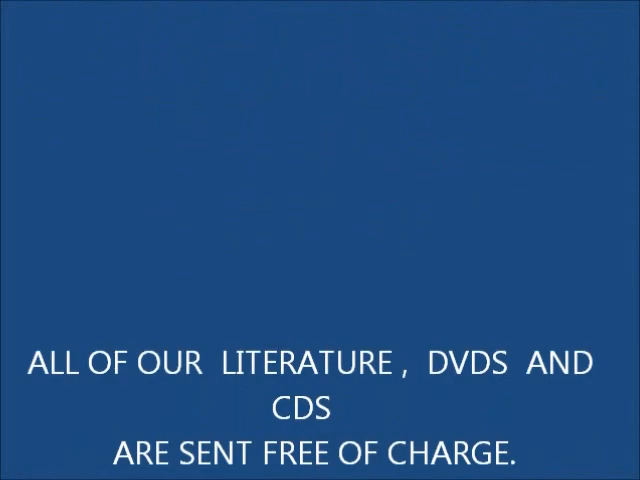 ALL OF OUR  LITERATURE ,  DVDS  AND
CDS
ARE SENT FREE OF CHARGE.